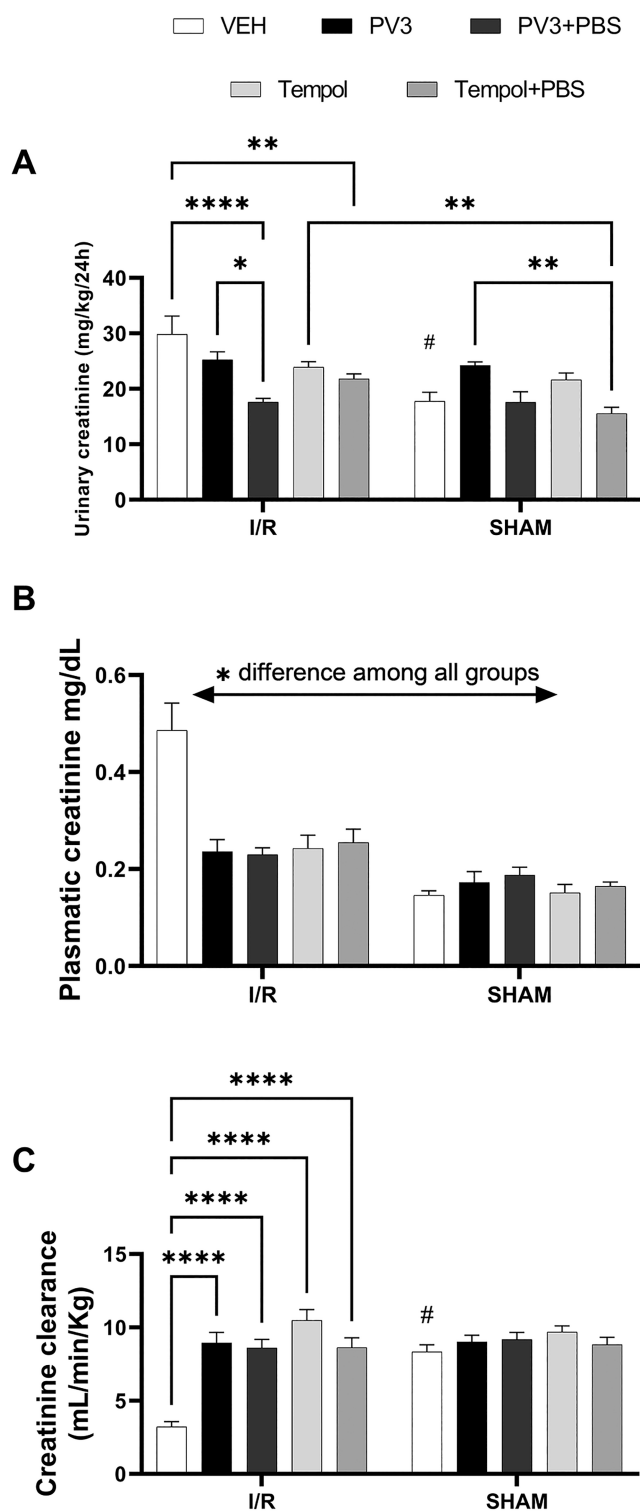 VEH PV3 PV3+PBS
Tempol Tempol+PBS
A
**
**** **
* **
Urinary creatinine (mg/kg/24h)
40
30
20
10
0
#
I/R SHAM
B
Plasmatic creatinine mg/dL
0.6
0.4
0.2
0.0
* difference among all groups
I/R SHAM
C
****
****
****
****
Creatinine clearance
(mL/min/Kg)
15
10
5
0
#
I/R SHAM